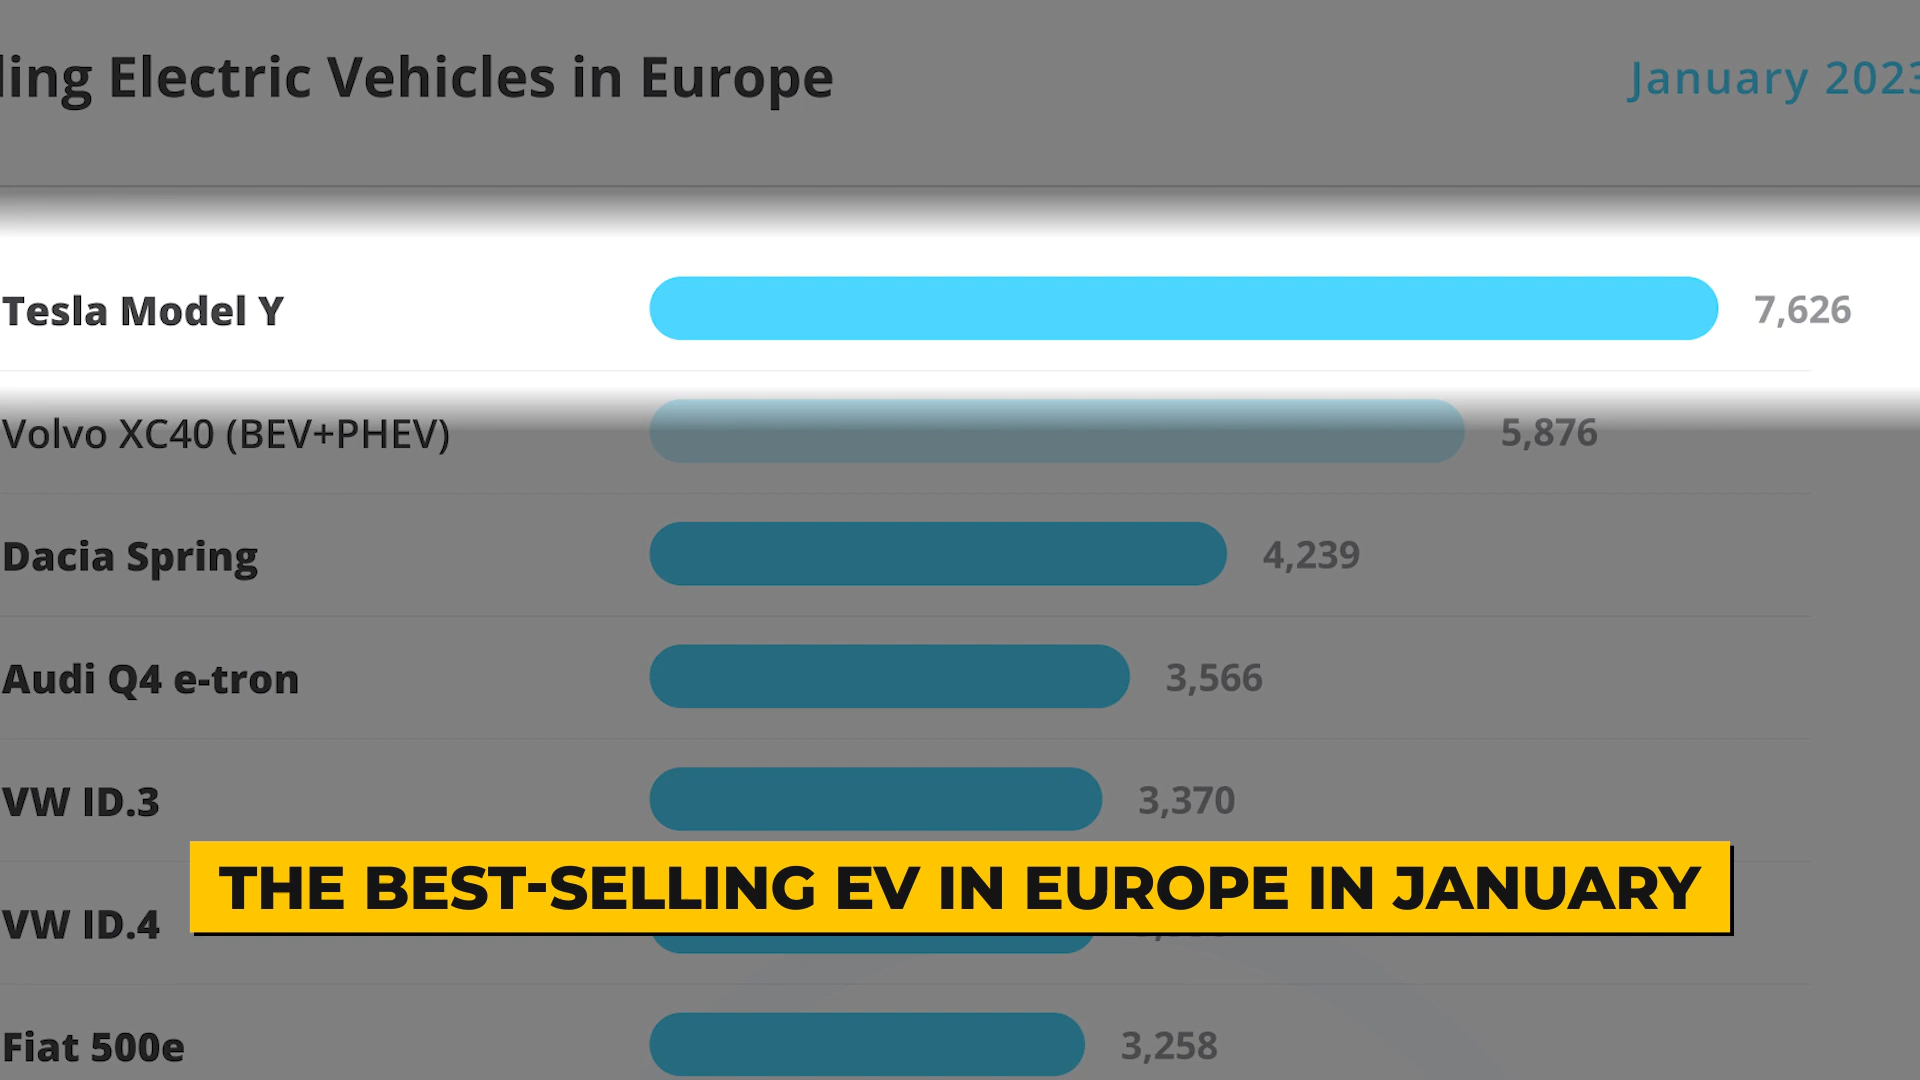 ling Electric Vehicles in Europe
January 2023
Tesla Model Y 7,626
Volvo XC40 (BEV+PHEV) 5,876
Dacia Spring 4,239
Audi Q4 e-tron 3,566
VW ID.3 3,370
THE BEST-SELLING EV IN EUROPE IN JANUARY
VW ID.4
Fiat 500e 3,258